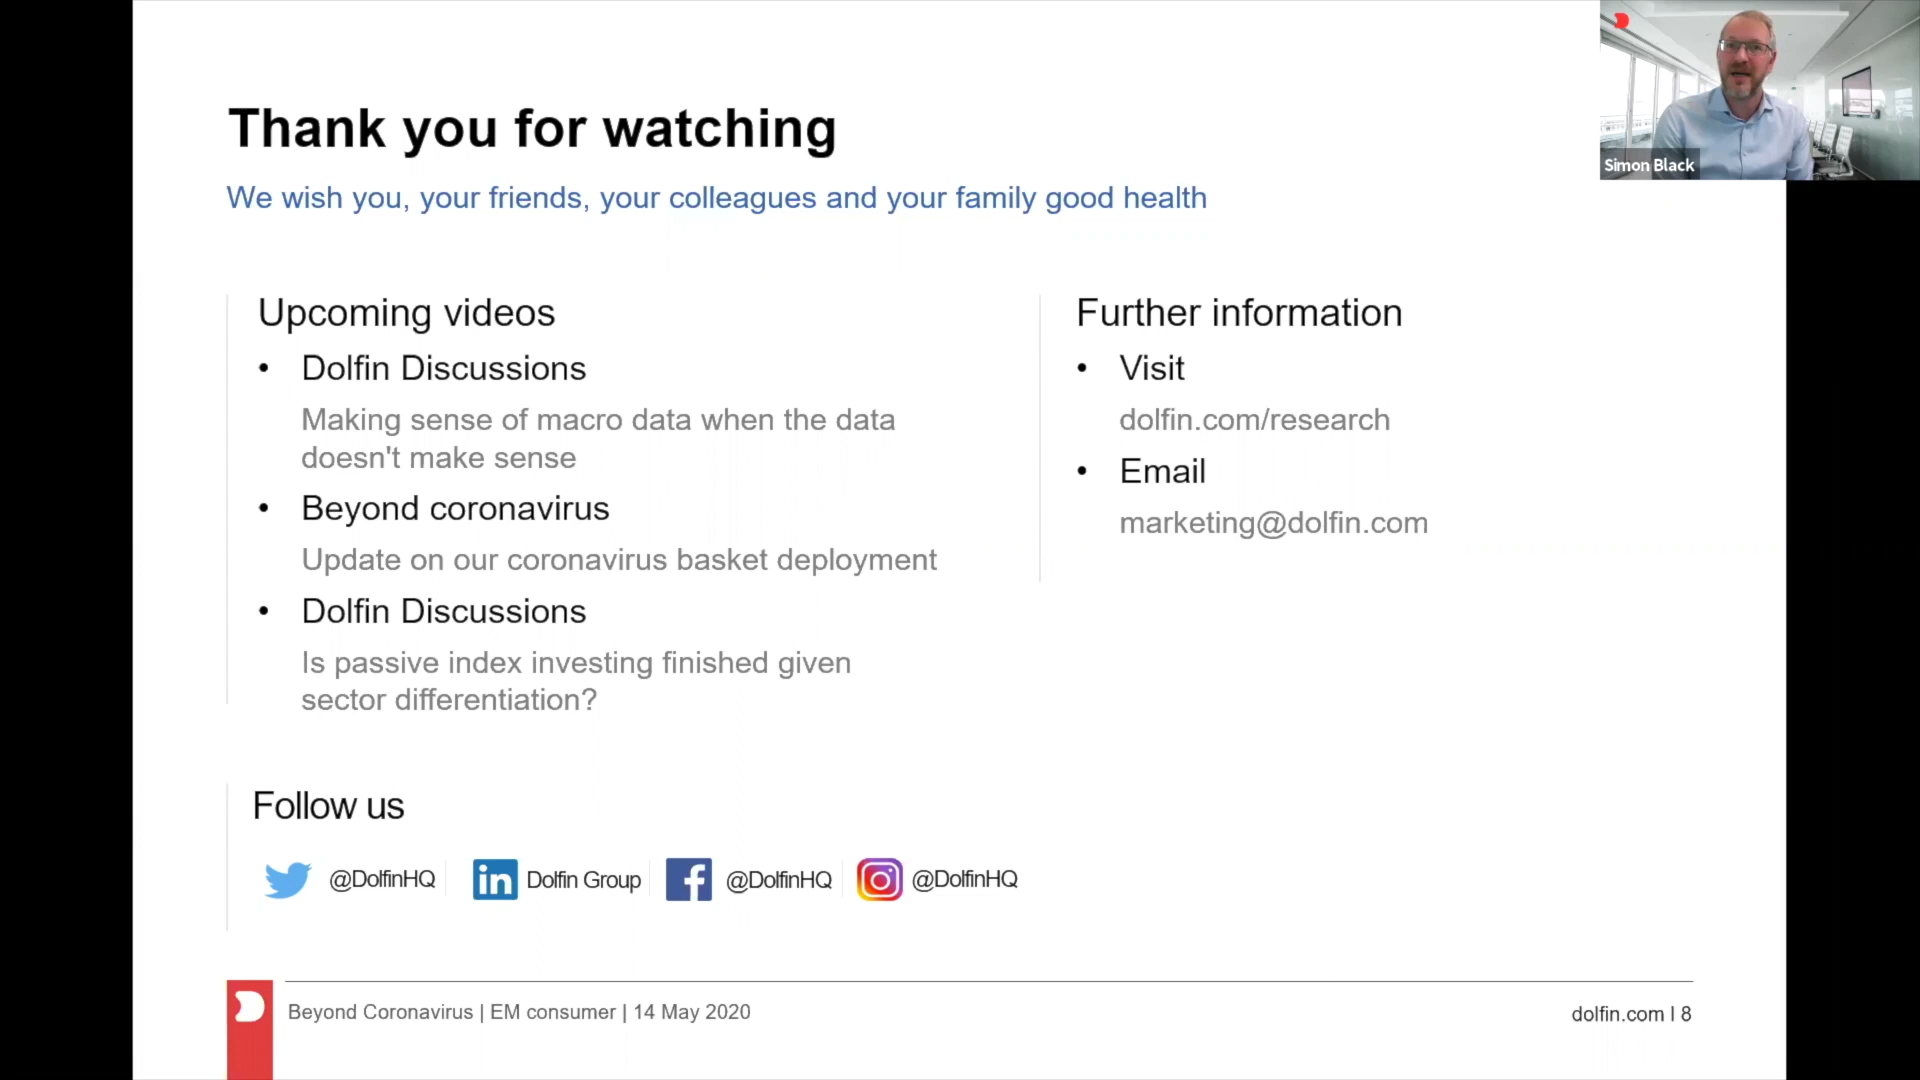 Thank you for watching
We wish you, your friends, your colleagues and your family good health
Simon Black
Upcoming videos
• Dolfin Discussions
Making sense of macro data when the data
doesn't make sense
• Beyond coronavirus
Update on our coronavirus basket deployment
• Dolfin Discussions
Is passive index investing finished given
sector differentiation?
Further information
• Visit
dolfin.com/research
• Email
marketing@dolfin.com
Follow us
@DolfinHQ
in Dolfin Group
f @DolfinHQ
@DolfinHQ
Beyond Coronavirus | EM consumer | 14 May 2020
dolfin.com | 8